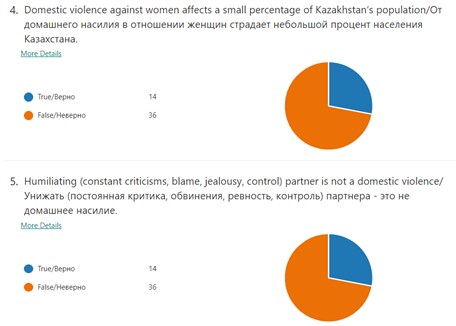 4. Domestic violence against women affects a small percentage of Kazakhstan's population/От
домашнего насилия в отношении женщин страдает небольшой процент населения
Казахстана.
More Details
True/Верно 14
False/Неверно 36
5. Humiliating (constant criticisms, blame, jealousy, control) partner is not a domestic violence/
Унижать (постоянная критика, обвинения, ревность, контроль) партнера - это не
домашнее насилие.
More Details
True/Верно 14
False/Неверно 36